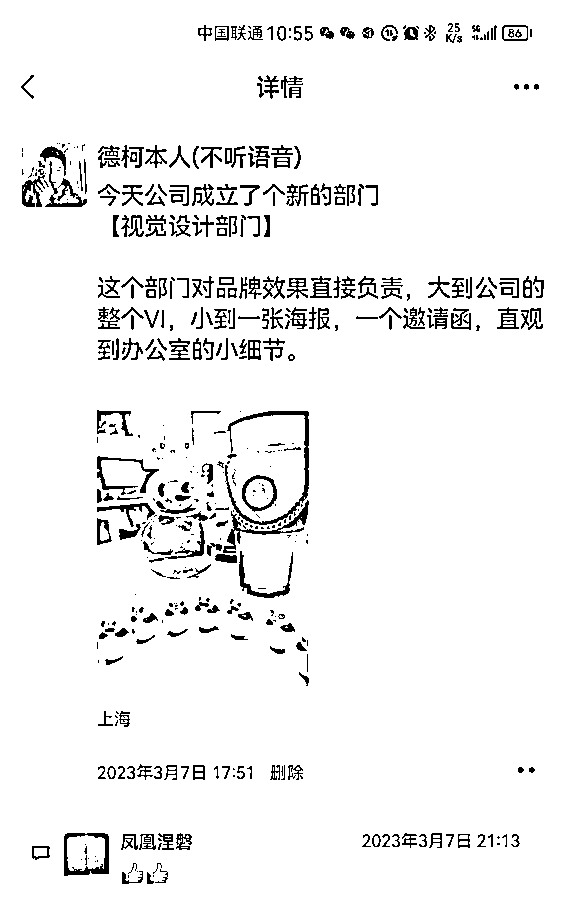 中国联通 10:55 25 K/s 5G 86
详情
德柯本人(不听语音)
今天公司成立了个新的部门
【视觉设计部门】
这个部门对品牌效果直接负责，大到公司的
整个VI，小到一张海报，一个邀请函，直观
到办公室的小细节。
上海
2023年3月7日 17:51 删除
凤凰涅磐 2023年3月7日 21:13
👍👍